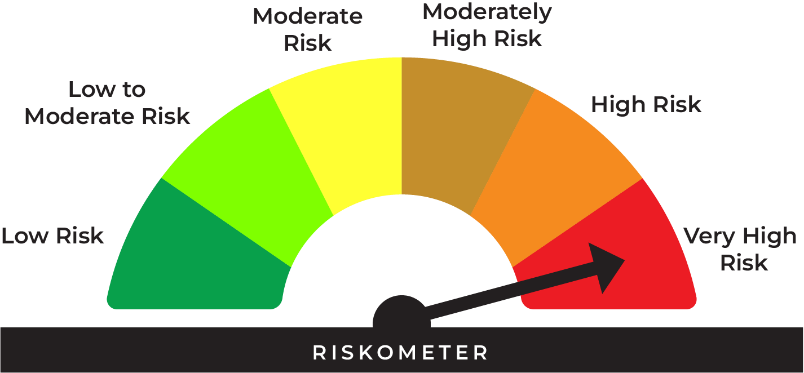 Low Risk
Low to
Moderate Risk
Moderate
Risk
Moderately
High Risk
High Risk
Very High
Risk
RISKOMETER